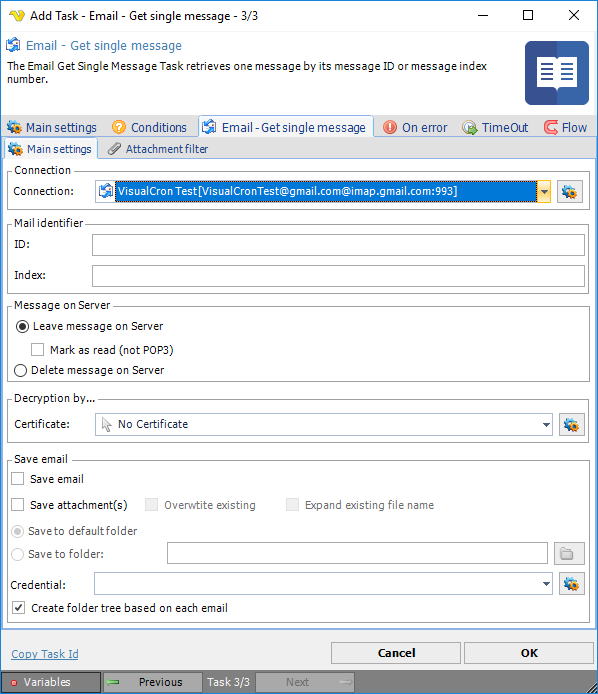 Add Task - Email - Get single message - 3/3
Email - Get single message
The Email Get Single Message Task retrieves one message by its message ID or message index
number.
Main settings Conditions Email - Get single message On error TimeOut Flow
Main settings Attachment filter
Connection
Connection: VisualCron Test[VisualCronTest@gmail.com@imap.gmail.com:993]
Mail identifier
ID:
Index:
Message on Server
Leave message on Server
Mark as read (not POP3)
Delete message on Server
Decryption by...
Certificate: No Certificate
Save email
Save email
Save attachment(s) Overwtite existing Expand existing file name
Save to default folder
Save to folder:
Credential:
Create folder tree based on each email
Copy Task Id Cancel OK
Variables Previous Task 3/3 Next